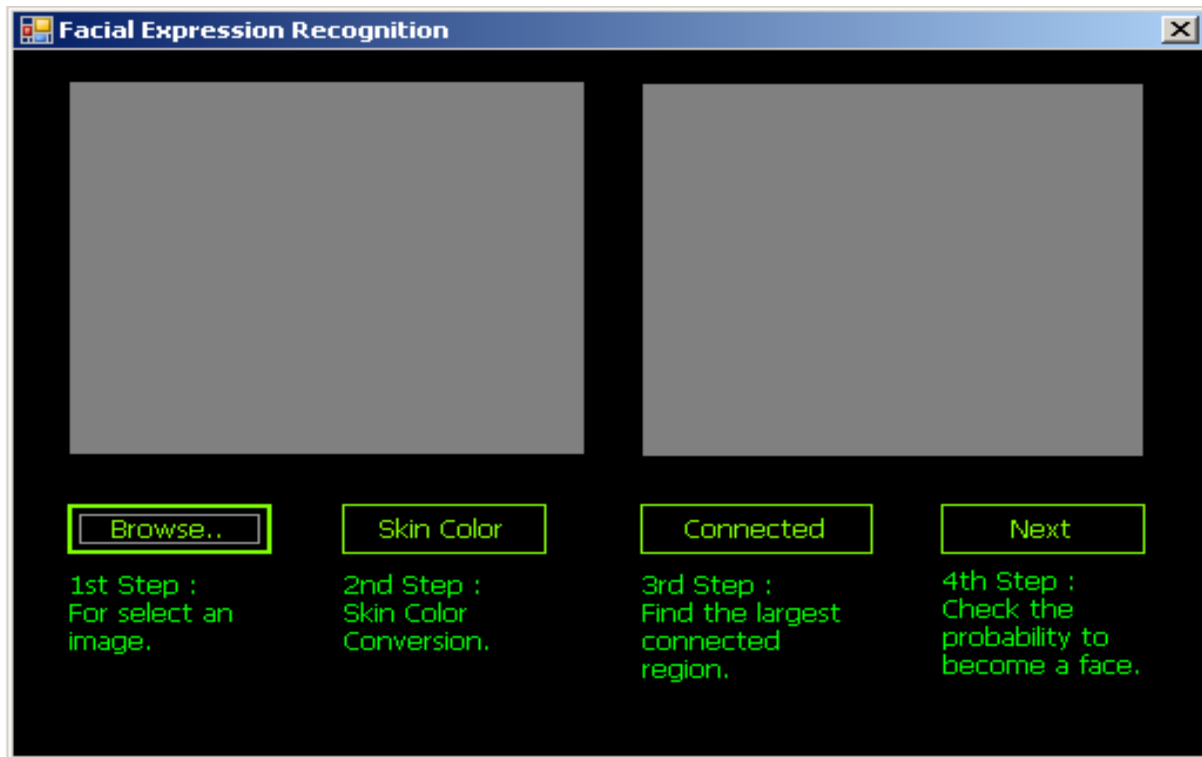 Facial Expression Recognition
Browse..
Skin Color
Connected
Next
1st Step :
For select an
image.
2nd Step :
Skin Color
Conversion.
3rd Step :
Find the largest
connected
region.
4th Step :
Check the
probability to
become a face.